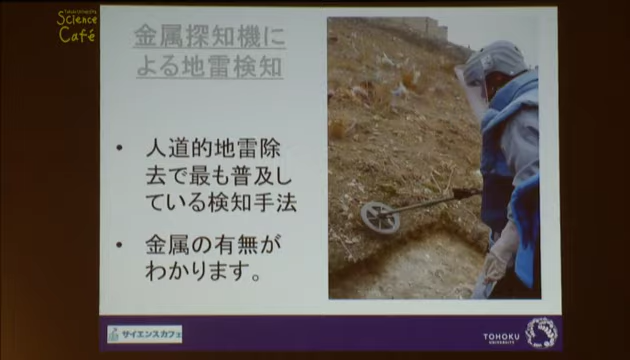 Tohoku University
Science
Café
金属探知機に
よる地雷検知
• 人道的地雷除
去で最も普及し
ている検知手法
• 金属の有無が
わかります。
サイエンスカフェ
TOHOKU
UNIVERSITY